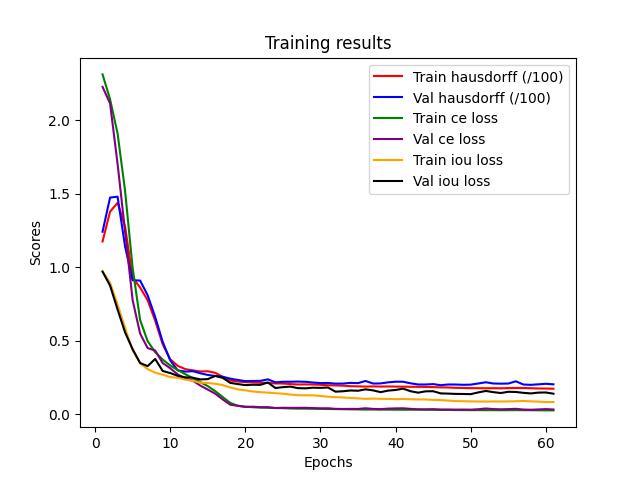 Training results
Train hausdorff (/100)
Val hausdorff (/100)
Train ce loss
Val ce loss
Train iou loss
Val iou loss
Scores
2.0
1.5
1.0
0.5
0.0
0 10 20 30 40 50 60
Epochs